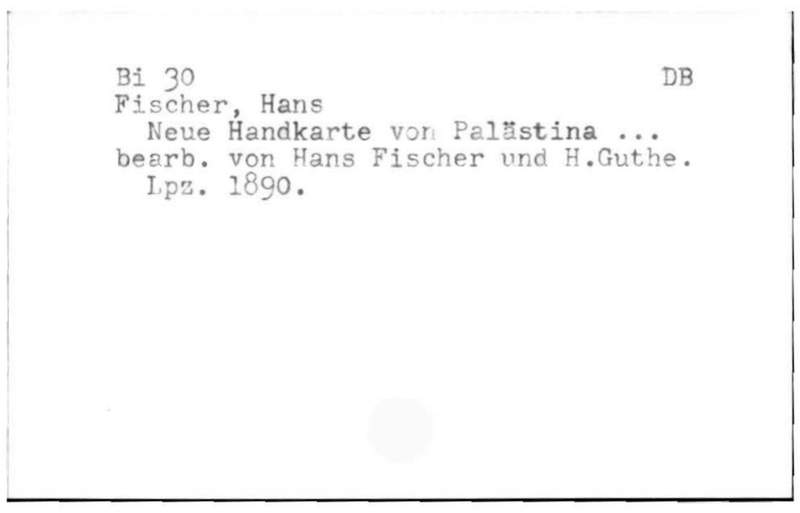 Bi 30 DB
Fischer, Hans
Neue Handkarte von Palästina ...
bearb. von Hans Fischer und H.Guthe.
Lpz. 1890.